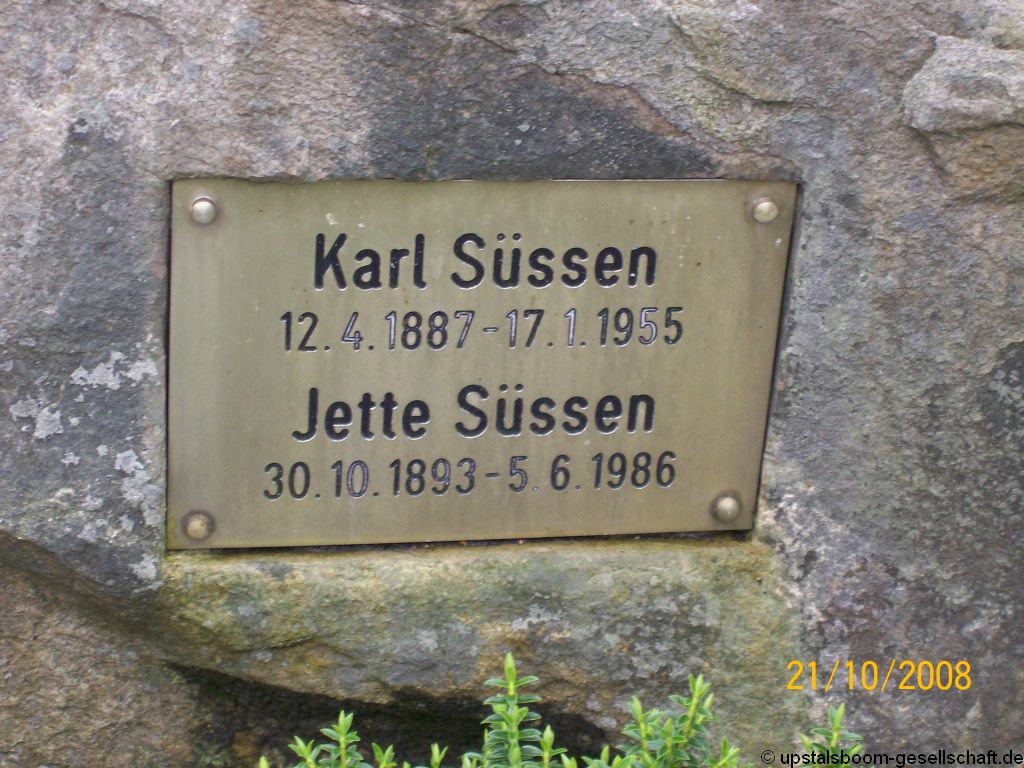 Karl Süssen
12.4.1887-17.1.1955
Jette Süssen
30.10.1893-5.6.1986
21/10/2008
© upstalsboom-gesellschaft.de